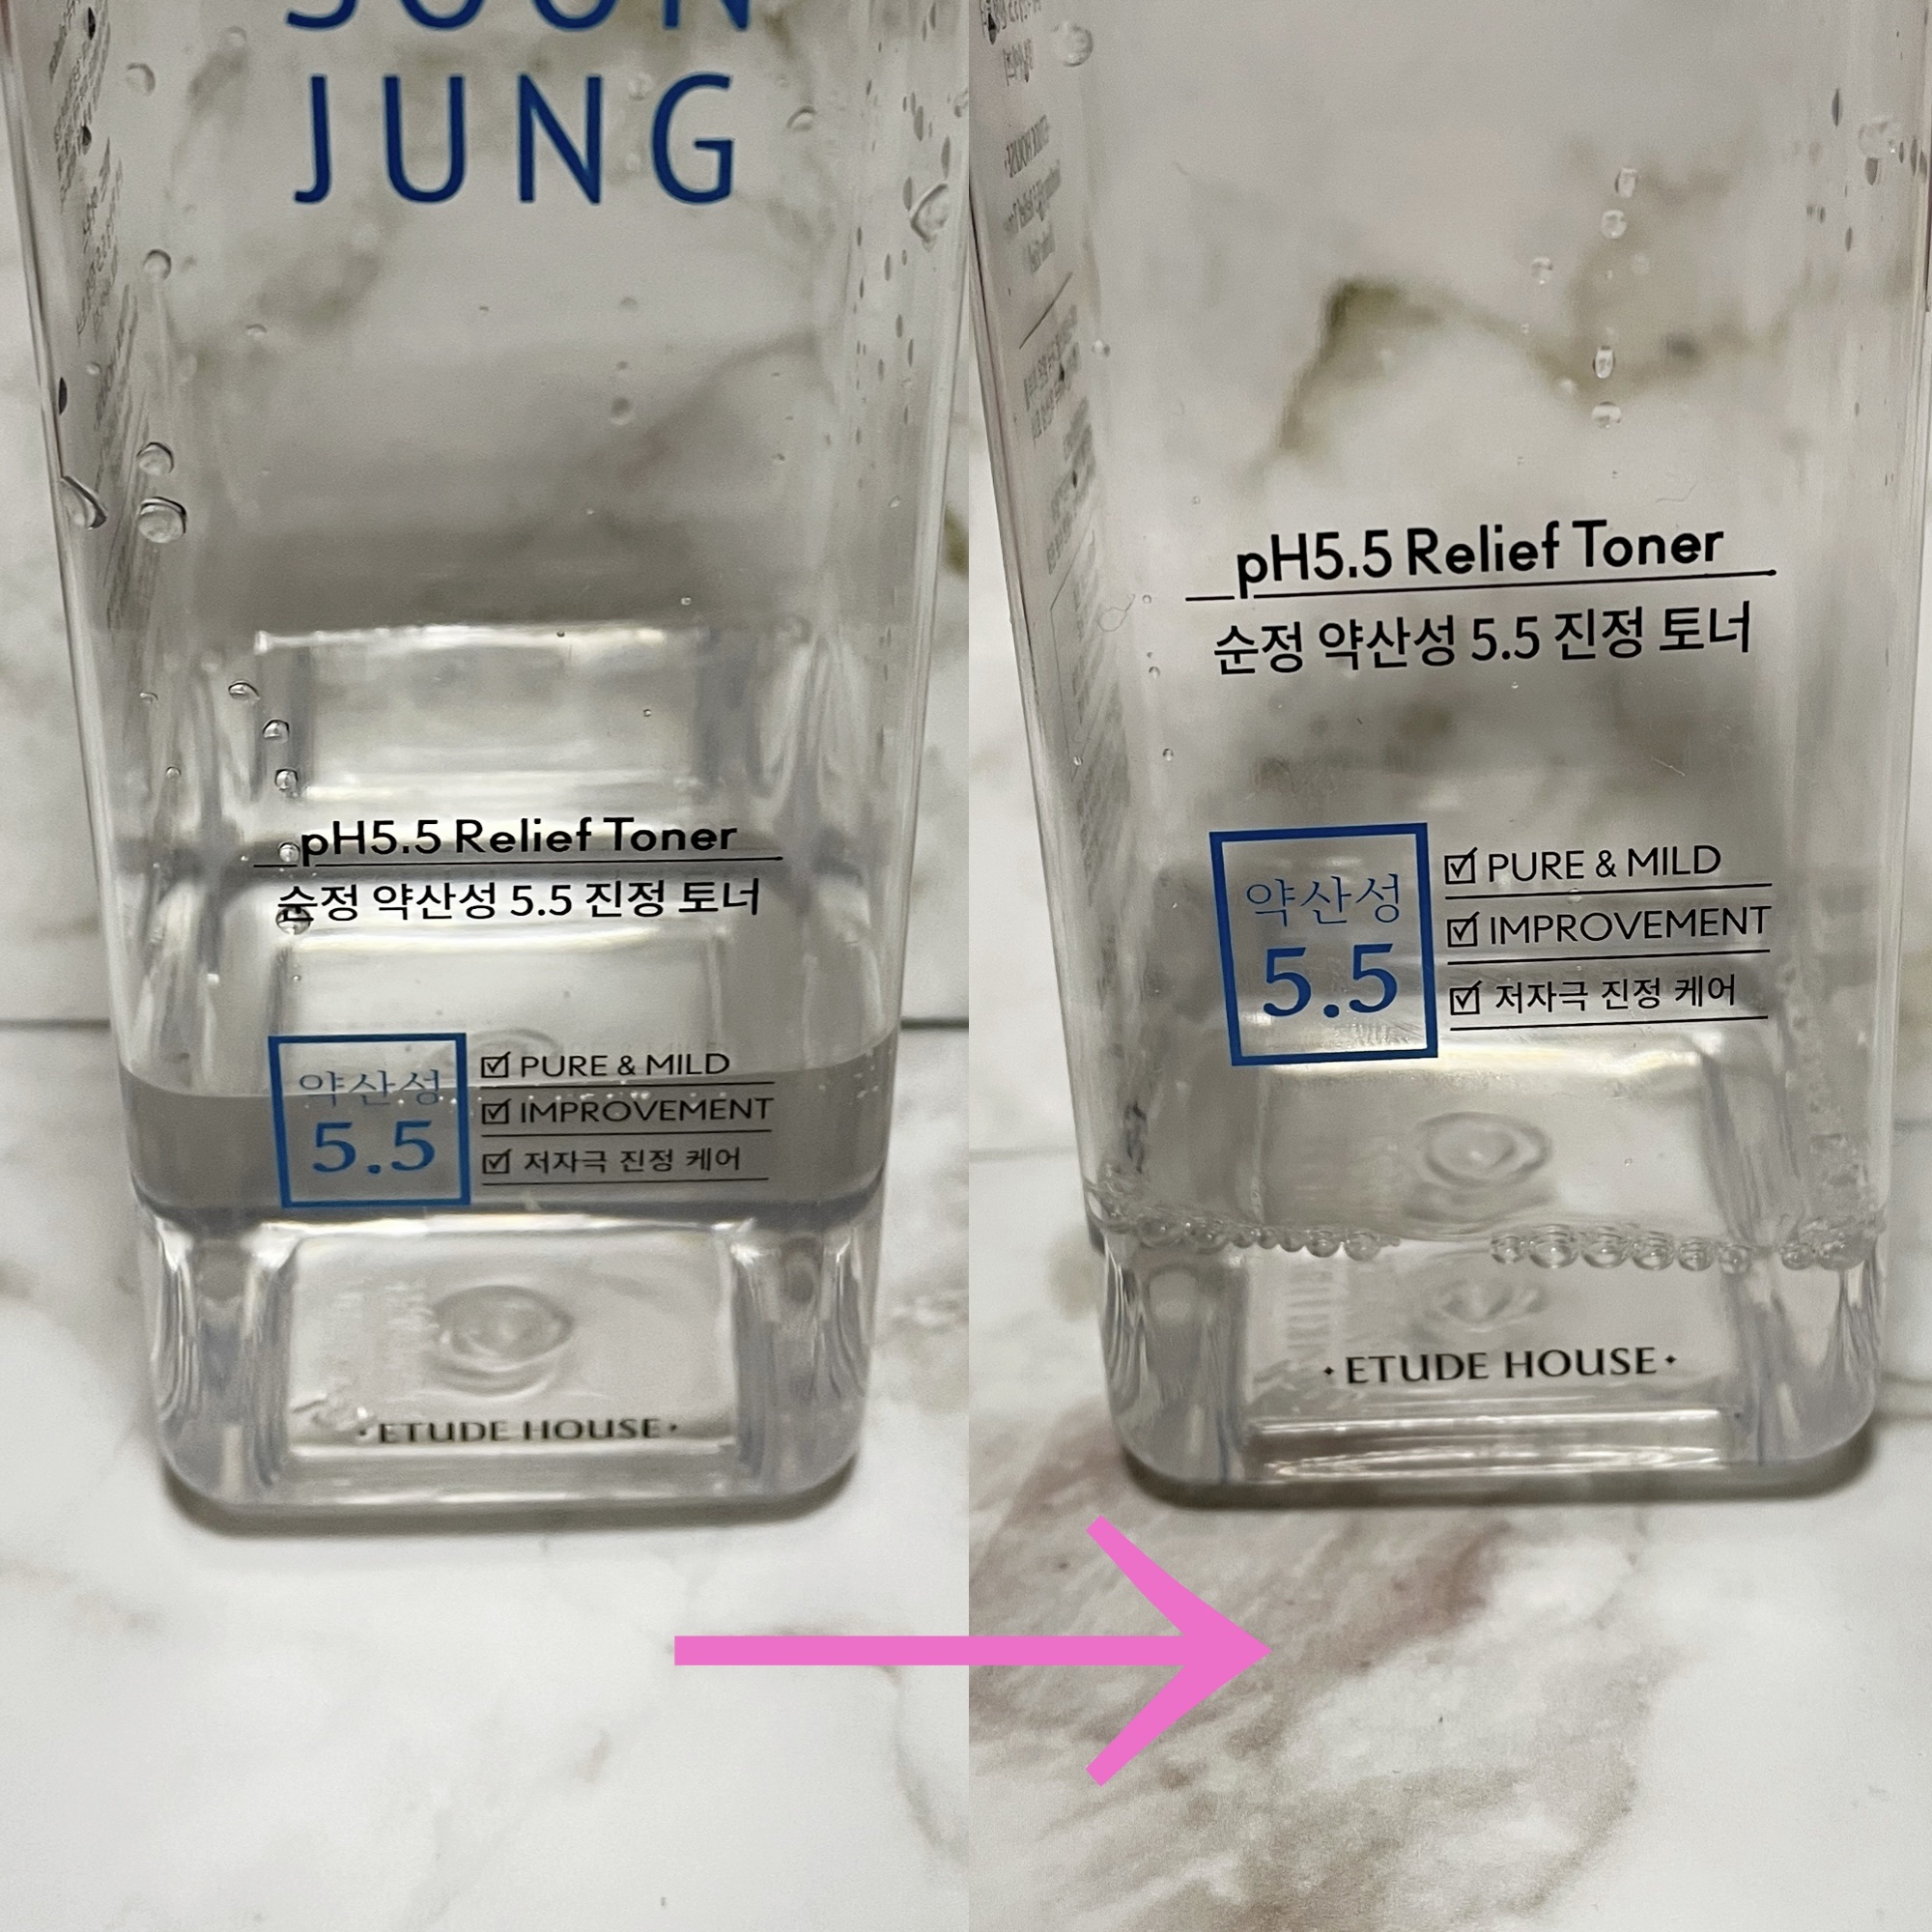 SOON
JUNG
pH5.5 Relief Toner
순정 약산성 5.5 진정 토너
약산성
5.5
PURE & MILD
IMPROVEMENT
저자극 진정 케어
·ETUDE HOUSE·
pH5.5 Relief Toner
순정 약산성 5.5 진정 토너
약산성
5.5
PURE & MILD
IMPROVEMENT
저자극 진정 케어
·ETUDE HOUSE·